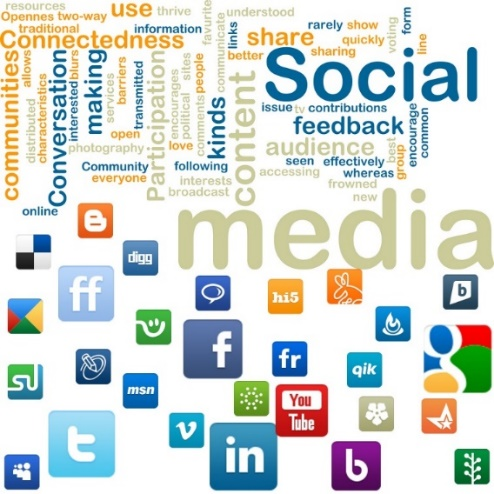 resources
Opennes two-way
traditional
Connectedness
allows
communities
distributed
characteristics
Conversation
interested
blurs
making
services
barriers
open
transmitted
use
thrive
information
photography
Community
everyone
online
Participation
encourages
political
love
following
interests
broadcast
sites
comments
people
favourite
communicate
kinds
content
understood
links
better
share
rarely show
quickly
sharing
voting
form
line
Social
issue tv contributions
feedback
audience
seen effectively
accessing
whereas
frowned
new
best
group
encourage
common
media
digg
ff
hi5
b
f
fr
qik
msn
You
Tube
t
v
in
b